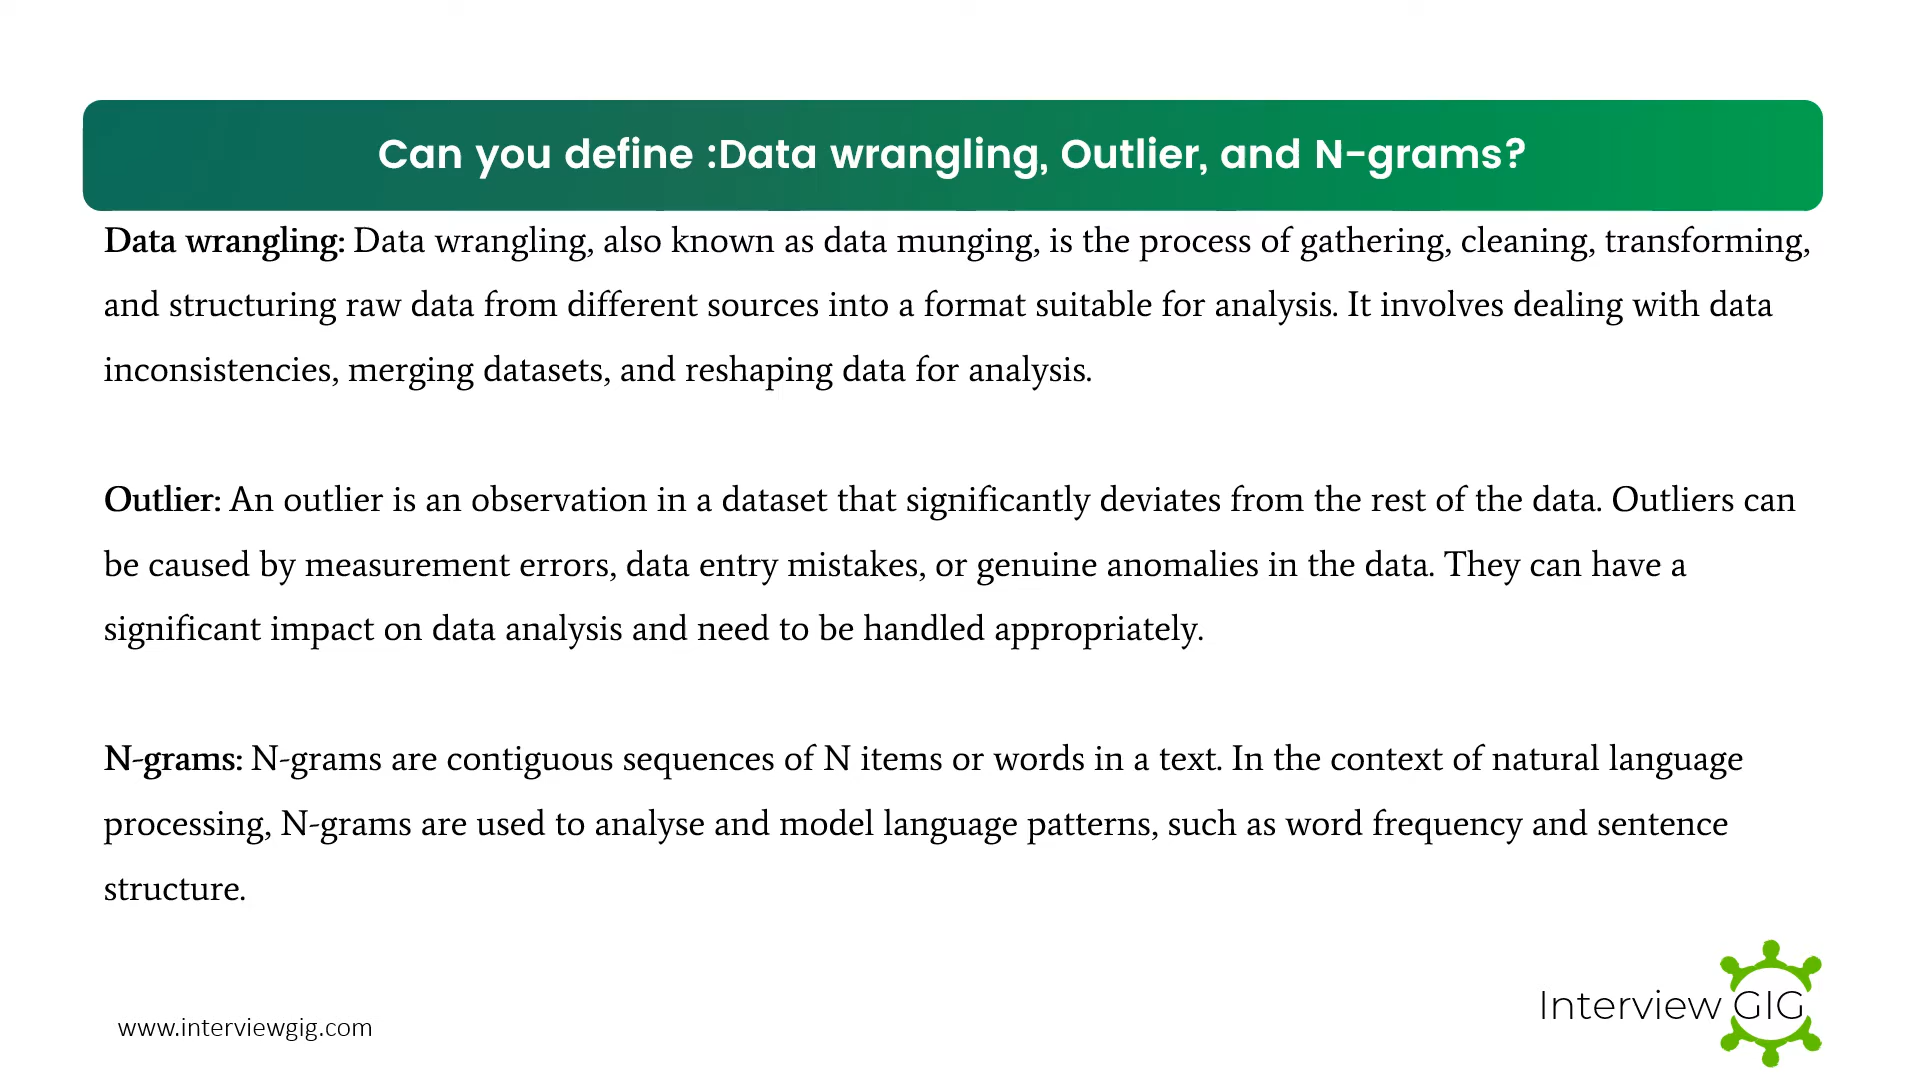 Can you define :Data wrangling, Outlier, and N-grams?
Data wrangling: Data wrangling, also known as data munging, is the process of gathering, cleaning, transforming,
and structuring raw data from different sources into a format suitable for analysis. It involves dealing with data
inconsistencies, merging datasets, and reshaping data for analysis.
Outlier: An outlier is an observation in a dataset that significantly deviates from the rest of the data. Outliers can
be caused by measurement errors, data entry mistakes, or genuine anomalies in the data. They can have a
significant impact on data analysis and need to be handled appropriately.
N-grams: N-grams are contiguous sequences of N items or words in a text. In the context of natural language
processing, N-grams are used to analyse and model language patterns, such as word frequency and sentence
structure.
Interview GIG
www.interviewgig.com